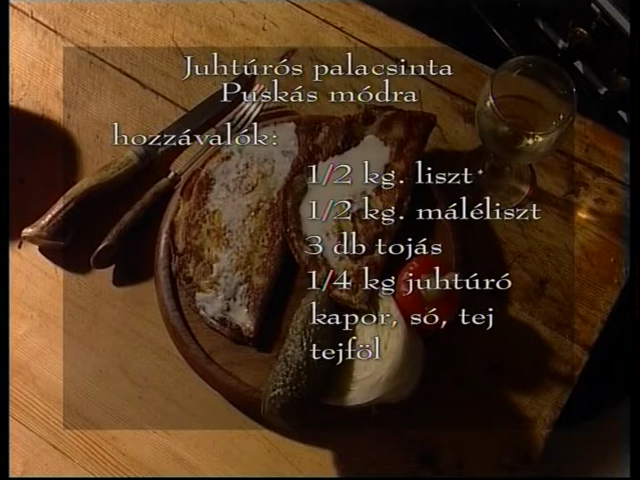 Juhtúrós palacsinta
Puskás módra
hozzávalók:
1/2 kg. liszt
1/2 kg. máléliszt
3 db tojás
1/4 kg juhtúró
kapor, só, tej
tejföl